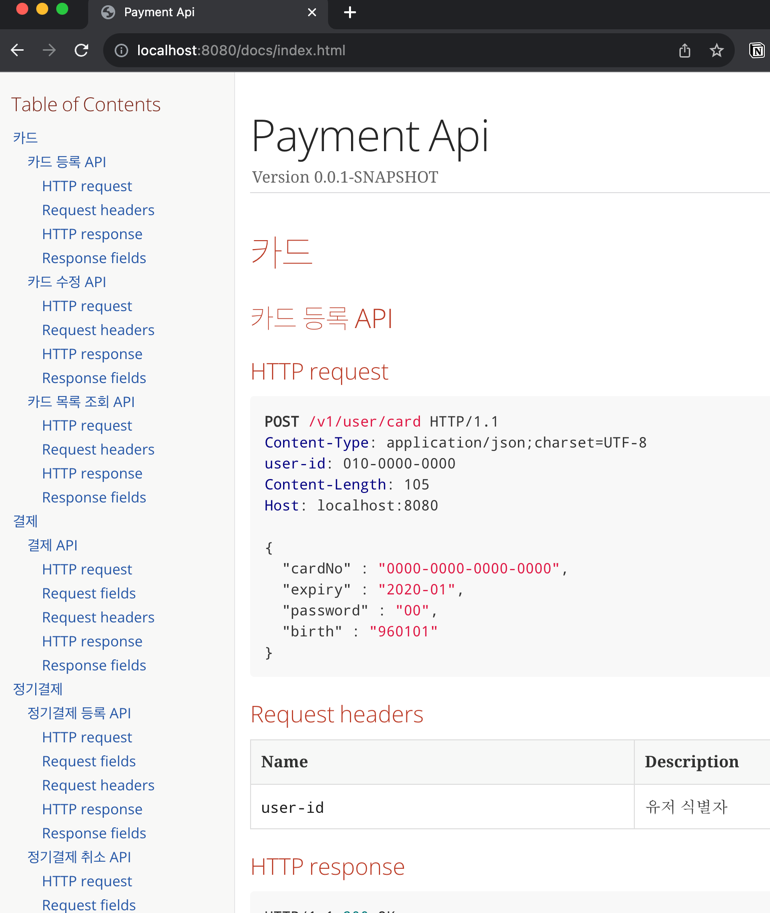 Payment Api
localhost:8080/docs/index.html
Table of Contents
카드
카드 등록 API
HTTP request
Request headers
HTTP response
Response fields
카드 수정 API
HTTP request
Request headers
HTTP response
Response fields
카드 목록 조회 API
HTTP request
Request headers
HTTP response
Response fields
결제
결제 API
HTTP request
Request fields
Request headers
HTTP response
Response fields
정기결제
정기결제 등록 API
HTTP request
Request fields
Request headers
HTTP response
Response fields
정기결제 취소 API
HTTP request
Request fields
Payment Api
Version 0.0.1-SNAPSHOT
카드
카드 등록 API
HTTP request
POST /v1/user/card HTTP/1.1
Content-Type: application/json;charset=UTF-8
user-id: 010-0000-0000
Content-Length: 105
Host: localhost:8080
{
"cardNo" : "0000-0000-0000-0000",
"expiry" : "2020-01",
"password" : "00",
"birth" : "960101"
}
Request headers
Name Description
user-id 유저 식별자
HTTP response